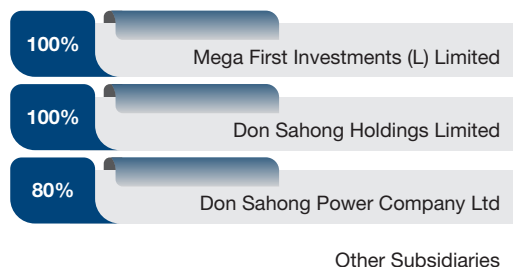 100%
Mega First Investments (L) Limited
100%
Don Sahong Holdings Limited
80%
Don Sahong Power Company Ltd
Other Subsidiaries